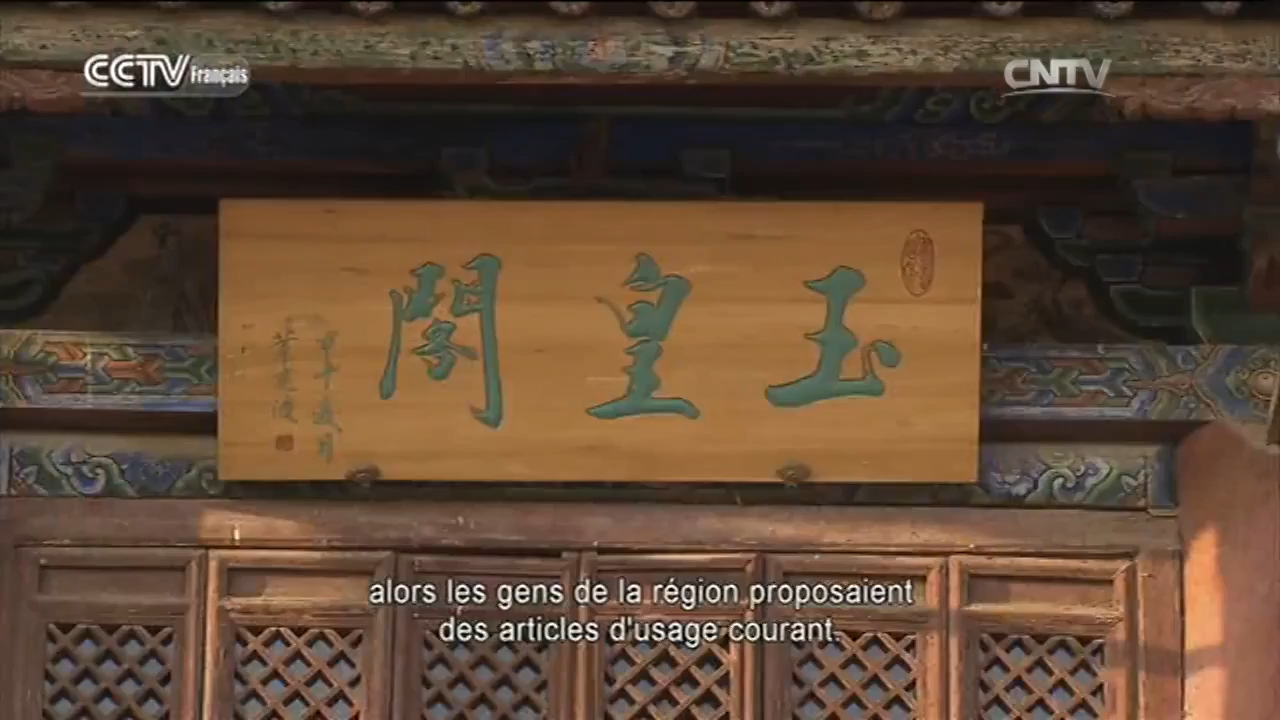 CCTV Français
CNTV
玉皇閣
alors les gens de la région proposaient
des articles d'usage courant.